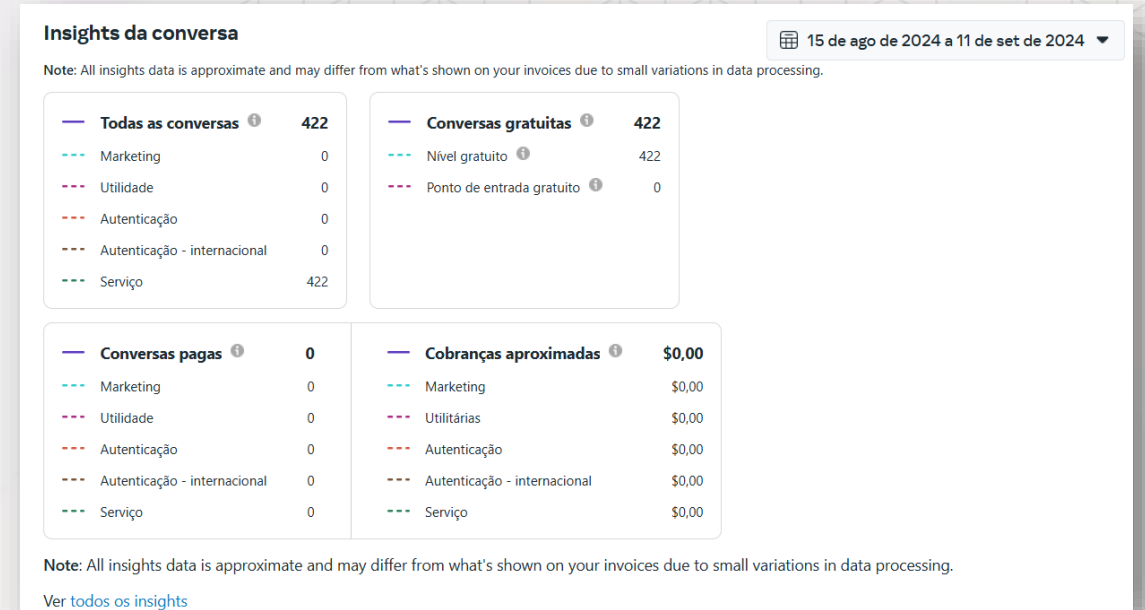 Insights da conversa
15 de ago de 2024 a 11 de set de 2024
Note: All insights data is approximate and may differ from what's shown on your invoices due to small variations in data processing.
Todas as conversas 422
Marketing 0
Utilidade 0
Autenticação 0
Autenticação - internacional 0
Serviço 422
Conversas gratuitas 422
Nível gratuito 422
Ponto de entrada gratuito 0
Conversas pagas 0
Marketing 0
Utilidade 0
Autenticação 0
Autenticação - internacional 0
Serviço 0
Cobranças aproximadas $0,00
Marketing $0,00
Utilitárias $0,00
Autenticação $0,00
Autenticação - internacional $0,00
Serviço $0,00
Note: All insights data is approximate and may differ from what's shown on your invoices due to small variations in data processing.
Ver todos os insights